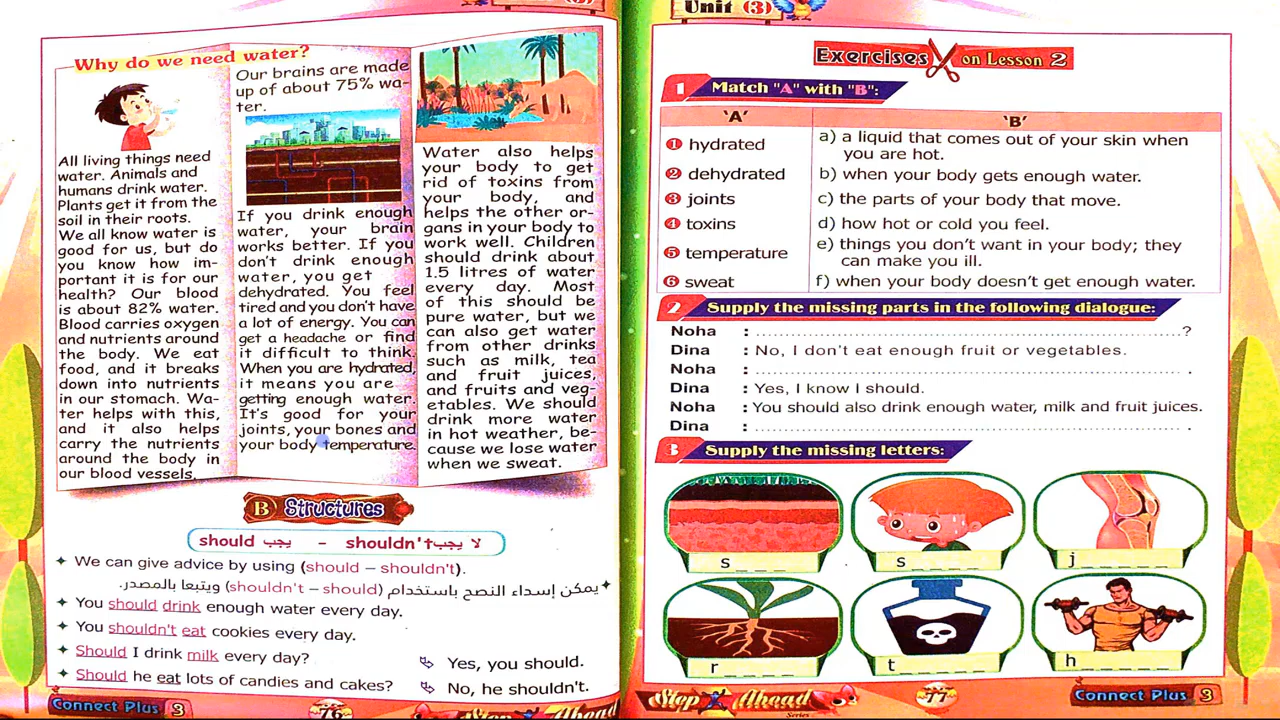 Why do we need water?
All living things need
water. Animals and
humans drink water.
Plants get it from the
soil in their roots.
We all know water is
good for us, but do
you know how im-
portant it is for our
health? Our blood
is about 82% water.
Blood carries oxygen
and nutrients around
the body. We eat
food, and it breaks
down into nutrients
in our stomach. Wa-
ter helps with this,
and it also helps
carry the nutrients
around the body in
our blood vessels.
Our brains are made
up of about 75% wa-
ter.
If you drink enough
water, your brain
works better. If you
don't drink enough
water, you get
dehydrated. You feel
tired and you don't have
a lot of energy. You can
get a headache or find
it difficult to think.
When you are hydrated,
it means you are
getting enough water.
It's good for your
joints, your bones and
your body temperature.
Water also helps
your body to get
rid of toxins from
your body, and
helps the other or-
gans in your body to
work well. Children
should drink about
1.5 litres of water
every day. Most
of this should be
pure water, but we
can also get water
from other drinks
such as milk, tea
and fruit juices,
and fruits and veg-
etables. We should
drink more water
in hot weather, be-
cause we lose water
when we sweat.
B Structures
should يجب - shouldn't لا يجب
We can give advice by using (should – shouldn't).
يمكن إسداء النصح باستخدام (shouldn't – should) ويتبعا بالمصدر.
You should drink enough water every day.
You shouldn't eat cookies every day.
Should I drink milk every day? Yes, you should.
Should he eat lots of candies and cakes? No, he shouldn't.
Connect Plus 3
76
Step Ahead
Unit (3)
Exercises on Lesson 2
1 Match "A" with "B":
'A' 'B'
1 hydrated a) a liquid that comes out of your skin when
you are hot.
2 dehydrated b) when your body gets enough water.
3 joints c) the parts of your body that move.
4 toxins d) how hot or cold you feel.
5 temperature e) things you don't want in your body; they
can make you ill.
6 sweat f) when your body doesn't get enough water.
2 Supply the missing parts in the following dialogue:
Noha : ........................................ ?
Dina : No, I don't eat enough fruit or vegetables.
Noha : ........................................ .
Dina : Yes, I know I should.
Noha : You should also drink enough water, milk and fruit juices.
Dina : ........................................ .
3 Supply the missing letters:
s _ _ _
s _ _ _ _
j _ _ _ _ _
r _ _ _ _
t _ _ _ _ _
h _ _ _ _ _ _
Step Ahead
Series
77
Connect Plus 3